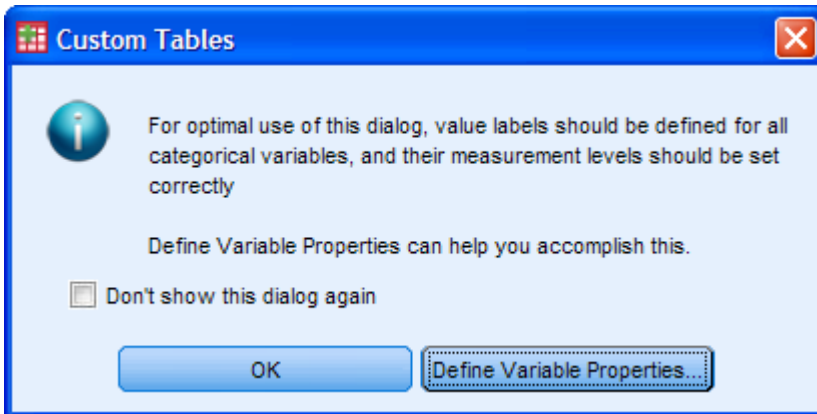 Custom Tables
For optimal use of this dialog, value labels should be defined for all
categorical variables, and their measurement levels should be set
correctly
Define Variable Properties can help you accomplish this.
Don't show this dialog again
OK
Define Variable Properties...